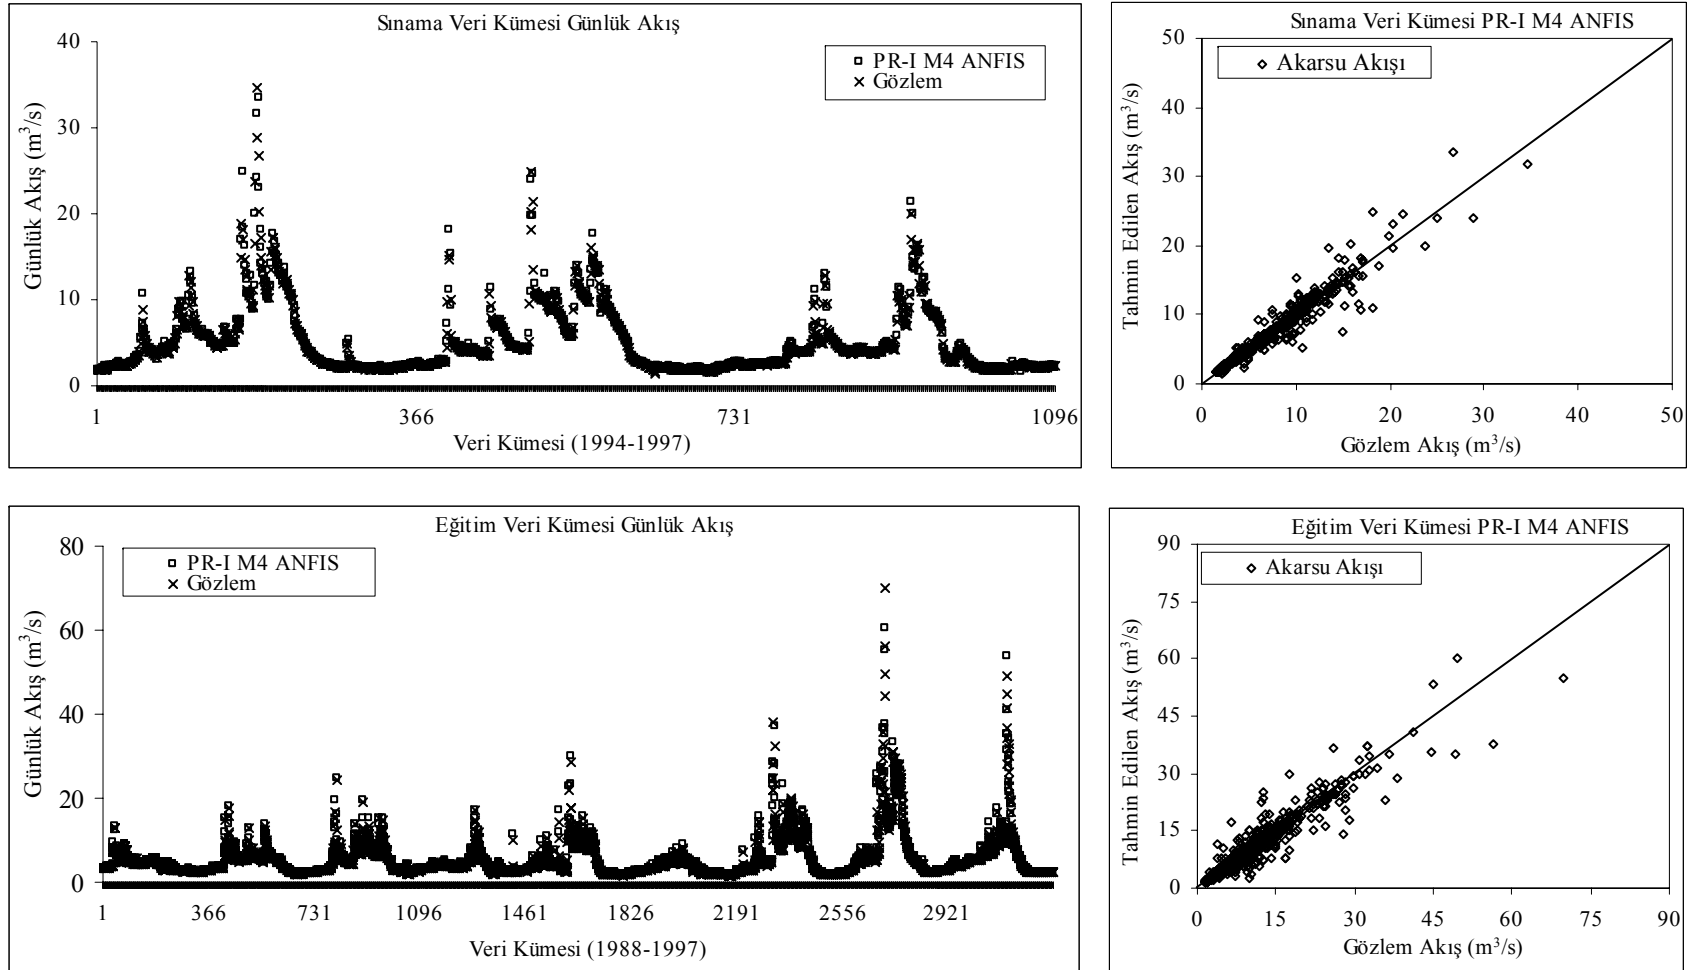 Sınama Veri Kümesi Günlük Akış
40
30
20
10
0
Günlük Akış (m³/s)
PR-I M4 ANFIS
Gözlem
1 366 731 1096
Veri Kümesi (1994-1997)
Sınama Veri Kümesi PR-I M4 ANFIS
50
40
30
20
10
0
Tahmin Edilen Akış (m³/s)
Akarsu Akışı
0 10 20 30 40 50
Gözlem Akış (m³/s)
Eğitim Veri Kümesi Günlük Akış
80
60
40
20
0
Günlük Akış (m³/s)
PR-I M4 ANFIS
Gözlem
1 366 731 1096 1461 1826 2191 2556 2921
Veri Kümesi (1988-1997)
Eğitim Veri Kümesi PR-I M4 ANFIS
90
75
60
45
30
15
0
Tahmin Edilen Akış (m³/s)
Akarsu Akışı
0 15 30 45 60 75 90
Gözlem Akış (m³/s)